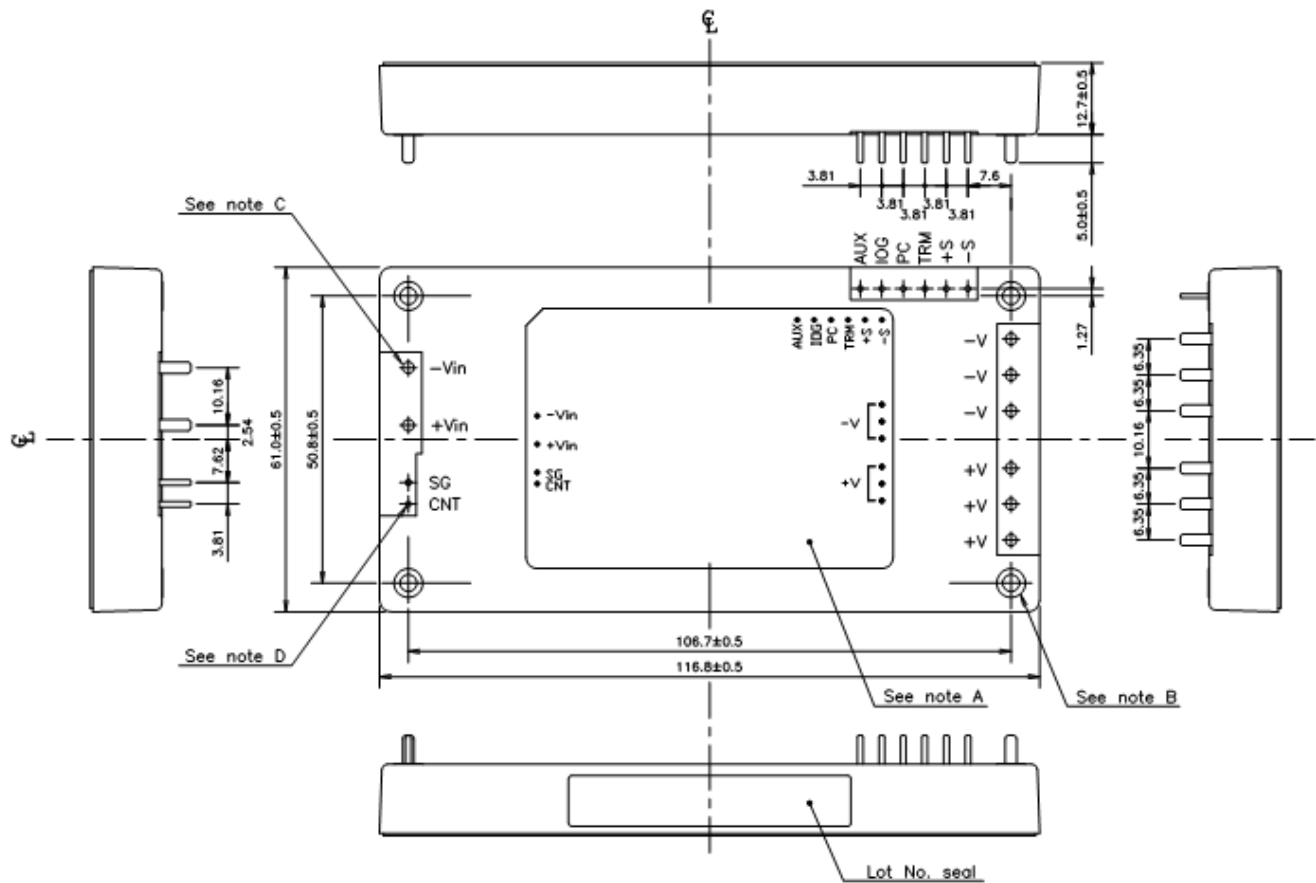 ℄
12.7±0.5
5.0±0.5
3.81
3.81
3.81
3.81
3.81
7.6
1.27
See note C
AUX
IOG
PC
TRM
+S
-S
AUX
IOG
PC
TRM
+S
-S
-Vin
+Vin
SG
CNT
-Vin
+Vin
SG
CNT
-V
+V
-V
-V
-V
+V
+V
+V
℄
10.16
2.54
7.62
3.81
61.0±0.5
50.8±0.5
6.35
6.35
10.16
6.35
6.35
106.7±0.5
116.8±0.5
See note D
See note A
See note B
Lot No. seal